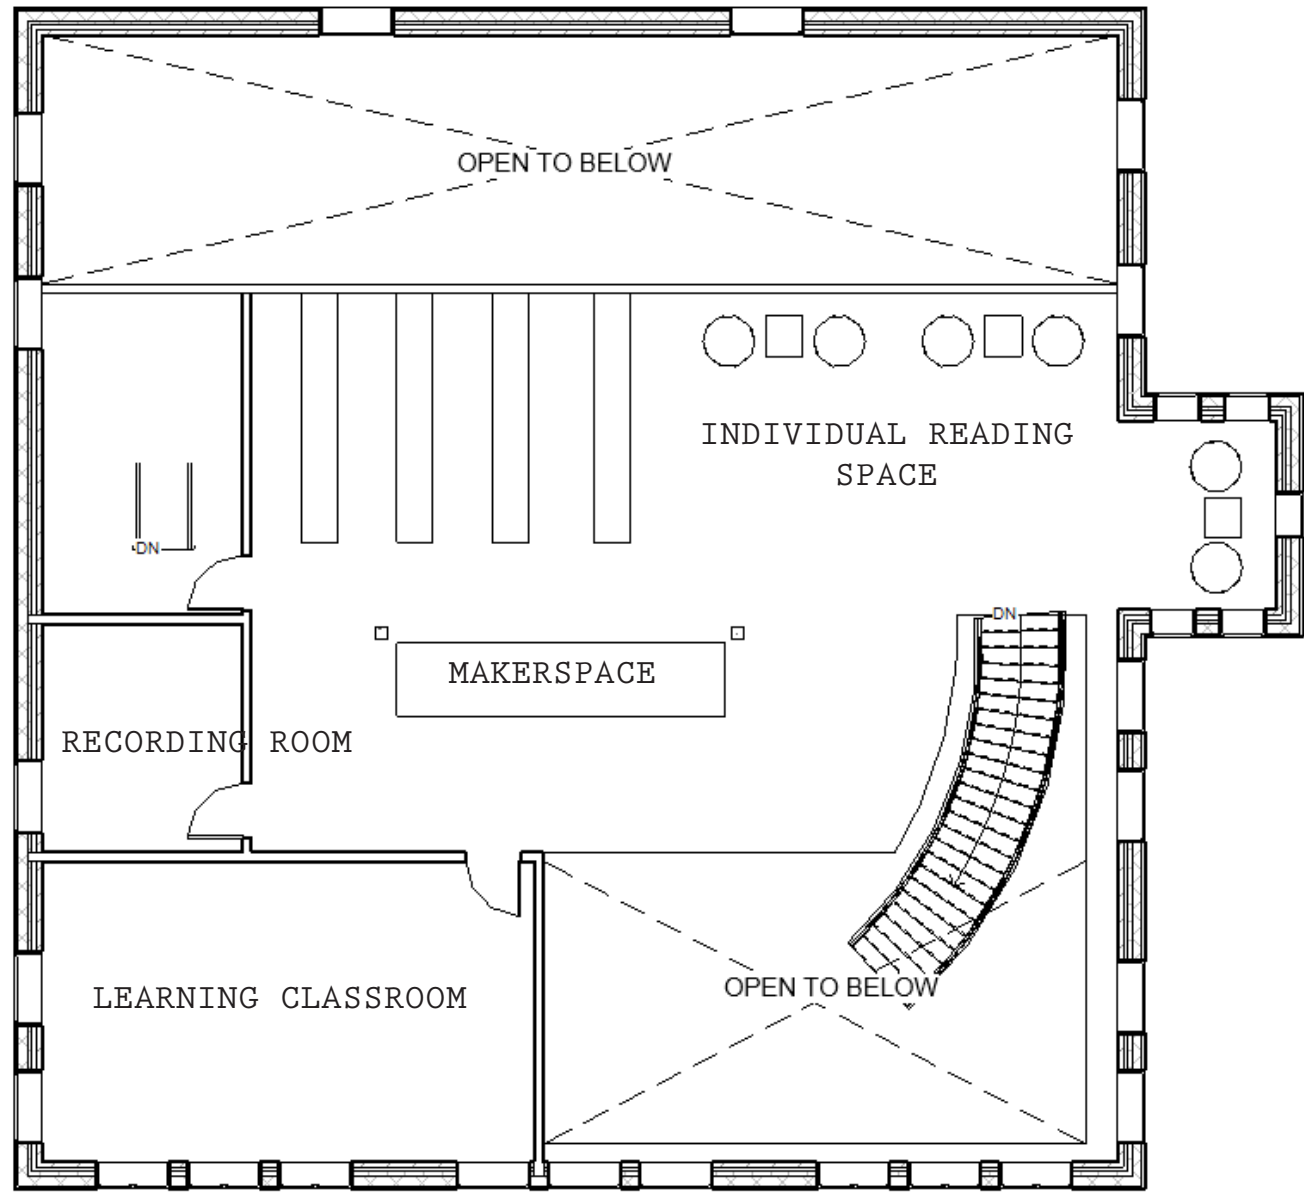 OPEN TO BELOW
INDIVIDUAL READING
SPACE
DN
DN
MAKERSPACE
RECORDING ROOM
OPEN TO BELOW
LEARNING CLASSROOM